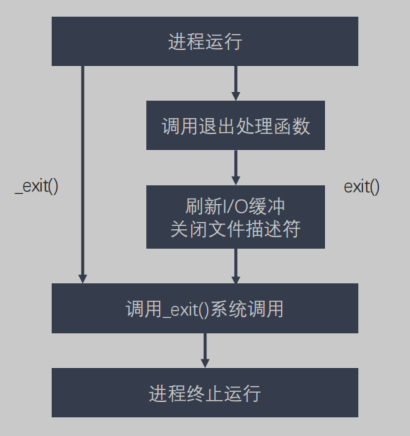 进程运行
调用退出处理函数
_exit()
exit()
刷新I/O缓冲
关闭文件描述符
调用_exit()系统调用
进程终止运行